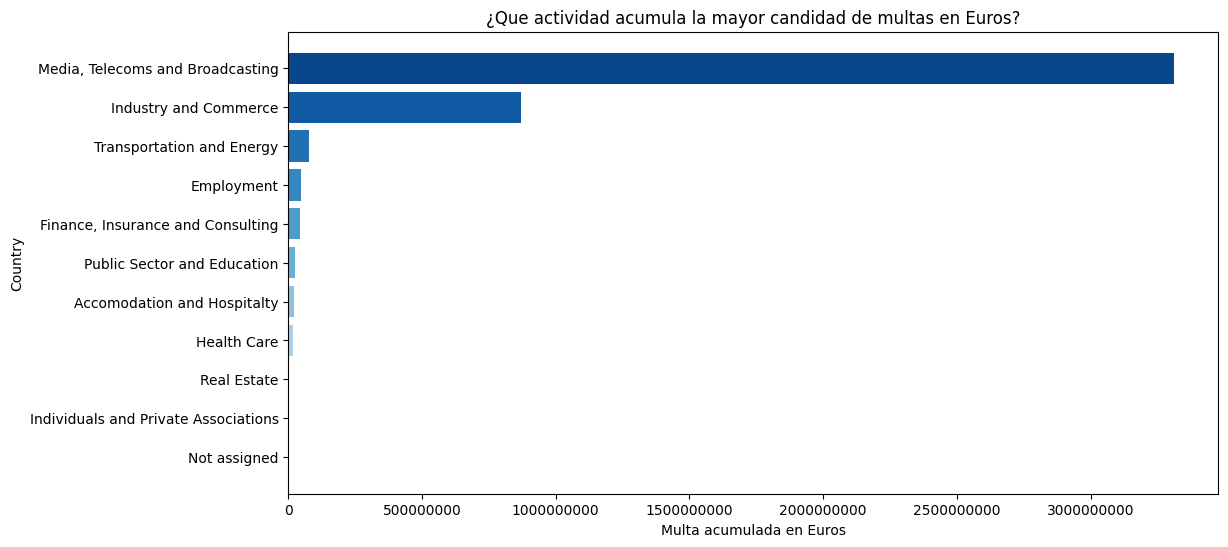 ¿Que actividad acumula la mayor candidad de multas en Euros?
Media, Telecoms and Broadcasting
Industry and Commerce
Transportation and Energy
Employment
Finance, Insurance and Consulting
Public Sector and Education
Accomodation and Hospitalty
Health Care
Real Estate
Individuals and Private Associations
Not assigned
Country
0 500000000 1000000000 1500000000 2000000000 2500000000 3000000000
Multa acumulada en Euros